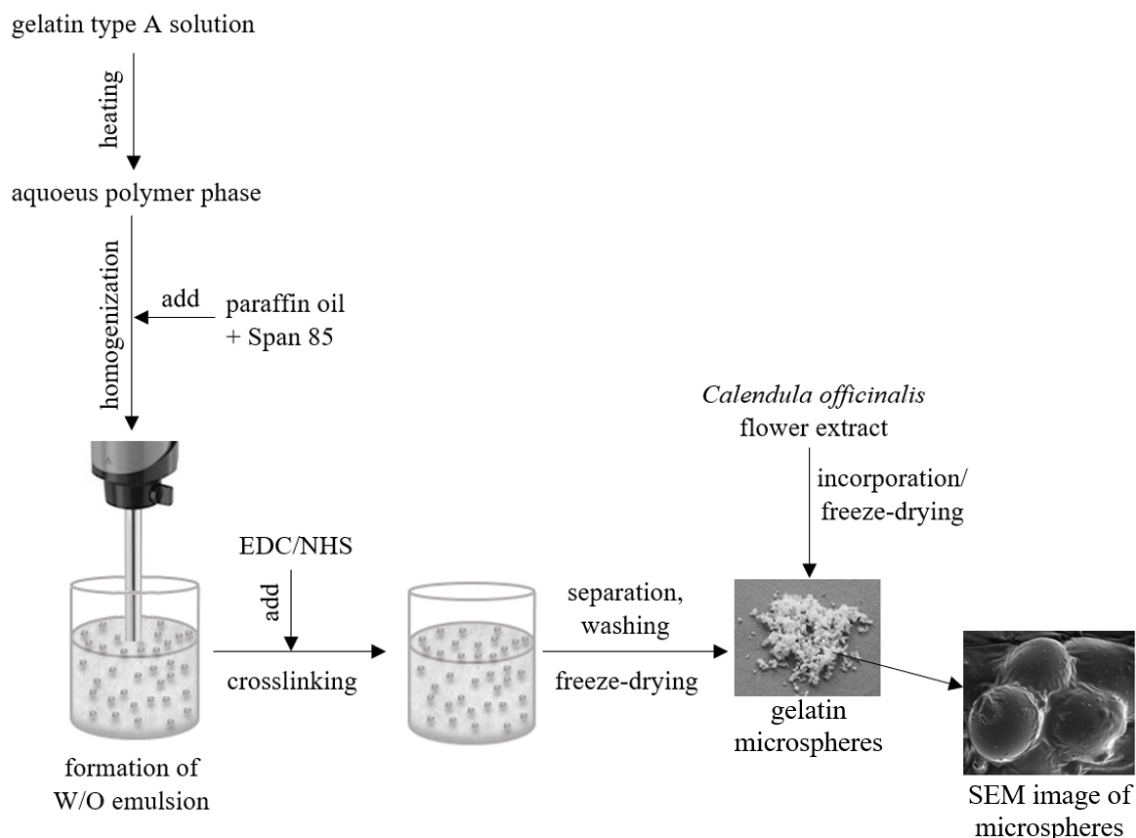 gelatin type A solution
heating
aquoeus polymer phase
homogenization
add
paraffin oil
+ Span 85
formation of
W/O emulsion
EDC/NHS
add
crosslinking
separation,
washing
freeze-drying
Calendula officinalis
flower extract
incorporation/
freeze-drying
gelatin
microspheres
SEM image of
microspheres